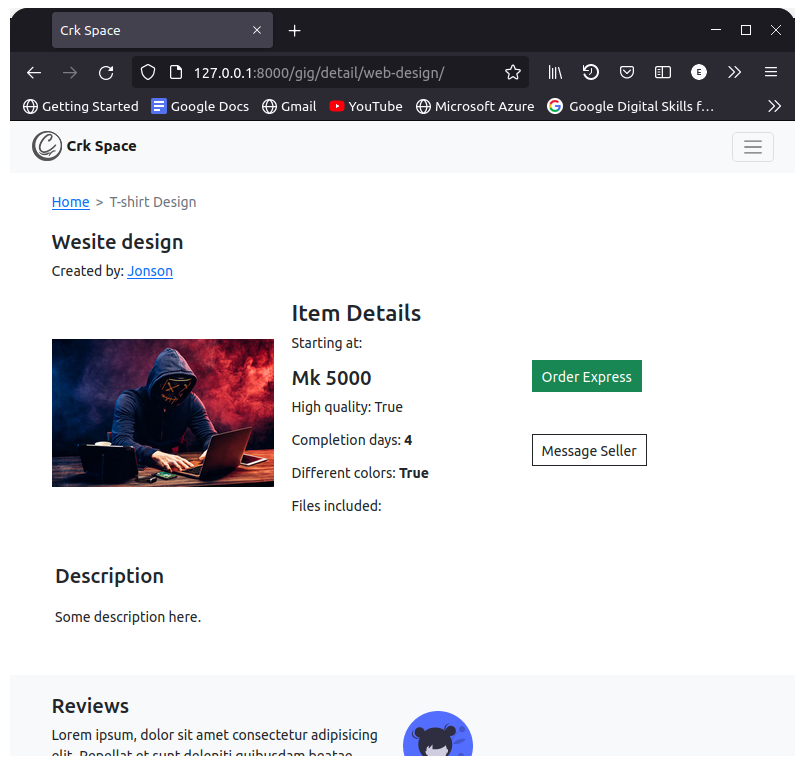 Crk Space
127.0.0.1:8000/gig/detail/web-design/
E
Getting Started Google Docs Gmail YouTube Microsoft Azure Google Digital Skills f…
Crk Space
Home > T-shirt Design
Wesite design
Created by: Jonson
Item Details
Starting at:
Mk 5000
High quality: True
Completion days: 4
Different colors: True
Files included:
Order Express
Message Seller
Description
Some description here.
Reviews
Lorem ipsum, dolor sit amet consectetur adipisicing
elit. Repellat et sunt deleniti quibusdam beatae